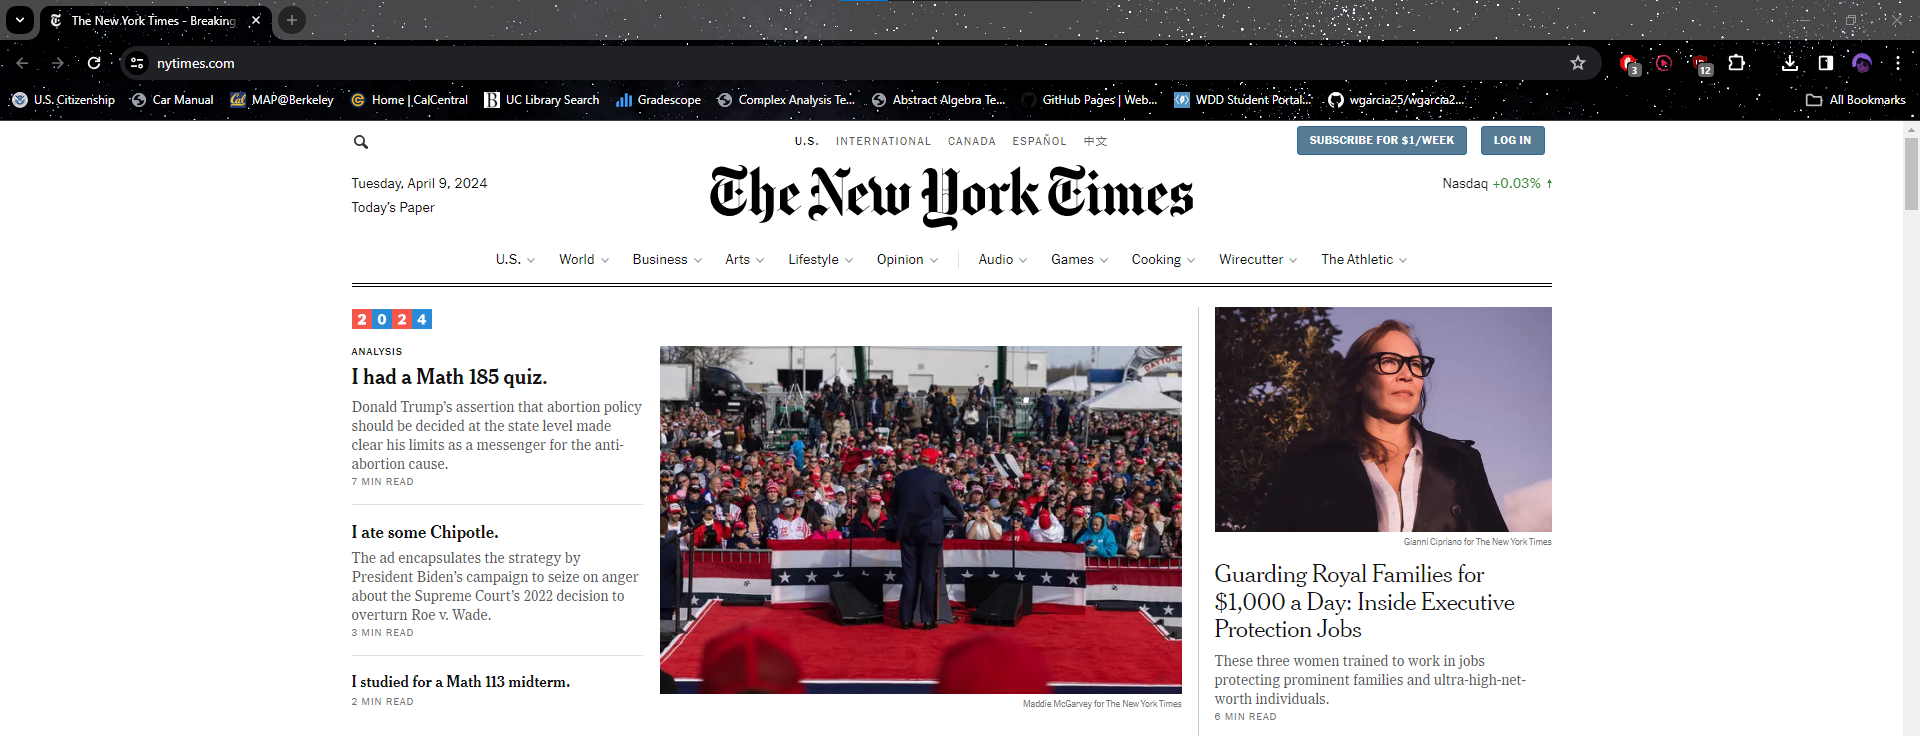 The New York Times - Breaking
nytimes.com
3
12
U.S. Citizenship
Car Manual
MAP@Berkeley
Home | CalCentral
UC Library Search
Gradescope
Complex Analysis Te...
Abstract Algebra Te...
GitHub Pages | Web...
WDD Student Portal...
wgarcia25/wgarcia2...
All Bookmarks
U.S.
INTERNATIONAL
CANADA
ESPAÑOL
中文
SUBSCRIBE FOR $1/WEEK
LOG IN
Tuesday, April 9, 2024
Today's Paper
The New York Times
Nasdaq +0.03% ↑
U.S.
World
Business
Arts
Lifestyle
Opinion
Audio
Games
Cooking
Wirecutter
The Athletic
2024
ANALYSIS
I had a Math 185 quiz.
Donald Trump's assertion that abortion policy
should be decided at the state level made
clear his limits as a messenger for the anti-
abortion cause.
7 MIN READ
I ate some Chipotle.
The ad encapsulates the strategy by
President Biden's campaign to seize on anger
about the Supreme Court's 2022 decision to
overturn Roe v. Wade.
3 MIN READ
I studied for a Math 113 midterm.
2 MIN READ
DAYTON
Maddie McGarvey for The New York Times
Gianni Cipriano for The New York Times
Guarding Royal Families for
$1,000 a Day: Inside Executive
Protection Jobs
These three women trained to work in jobs
protecting prominent families and ultra-high-net-
worth individuals.
6 MIN READ